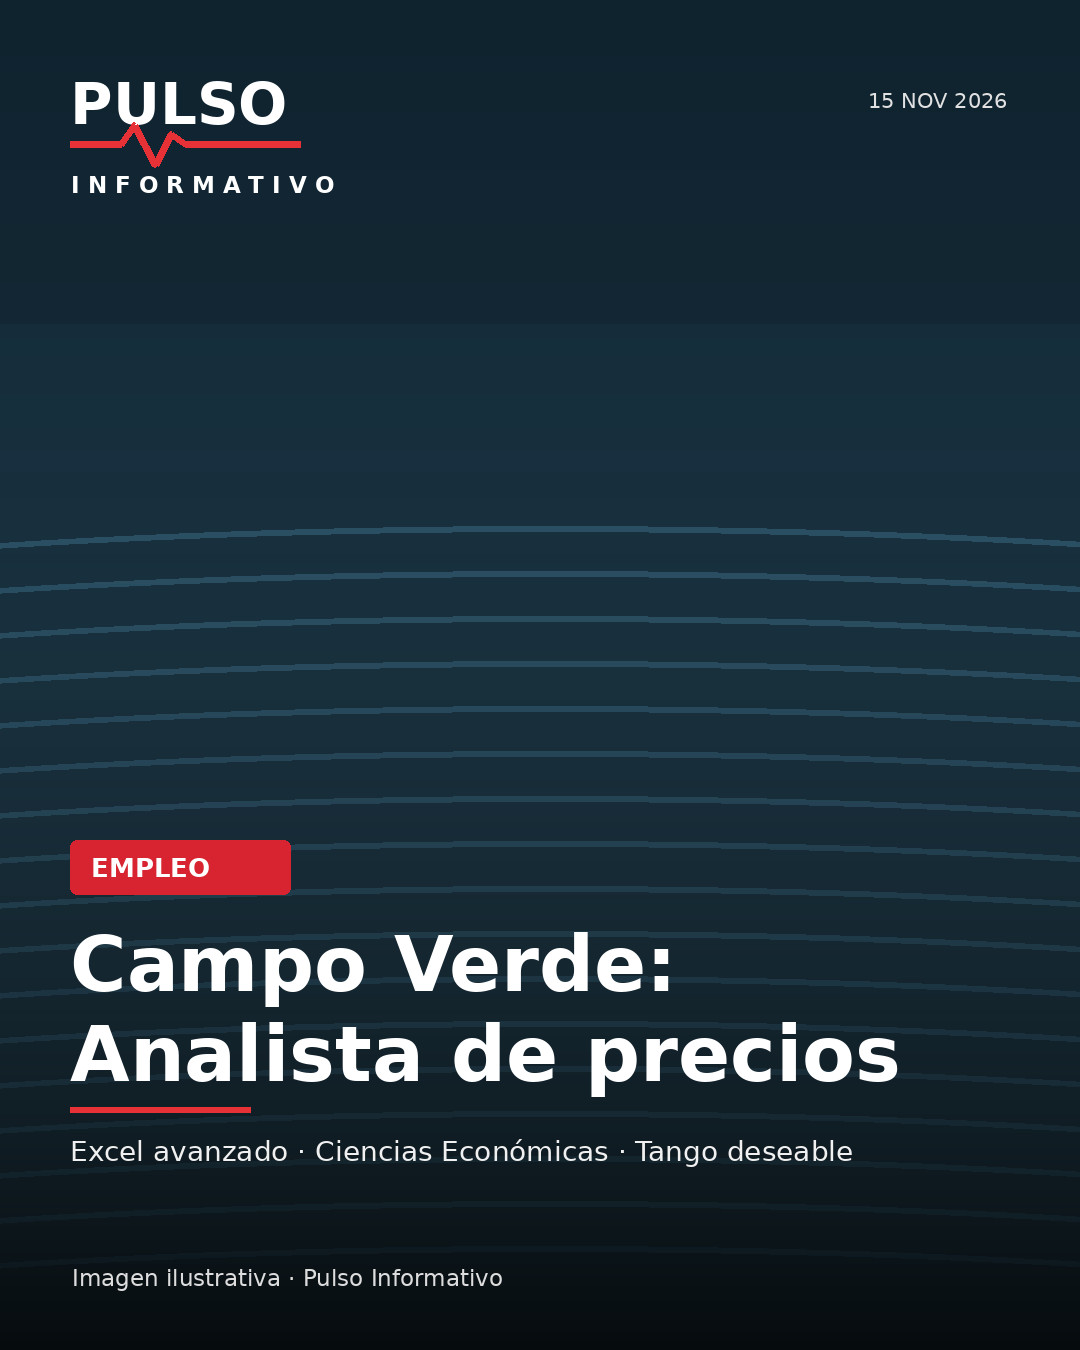 PULSO
INFORMATIVO
15 NOV 2026
EMPLEO
Campo Verde:
Analista de precios
Excel avanzado · Ciencias Económicas · Tango deseable
Imagen ilustrativa · Pulso Informativo